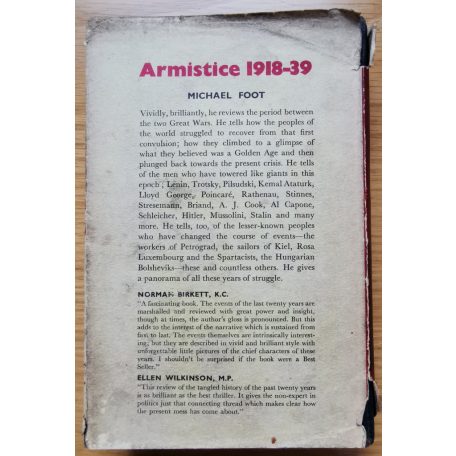 Armistice 1918-39
MICHAEL FOOT
Vividly, brilliantly, he reviews the period between
the two Great Wars. He tells how the peoples of
the world struggled to recover from that first
convulsion; how they climbed to a glimpse of
what they believed was a Golden Age and then
plunged back towards the present crisis. He tells
of the men who have towered like giants in this
epoch, Lenin, Trotsky, Pilsudski, Kemal Ataturk,
Lloyd George, Poincaré, Rathenau, Stinnes,
Stresemann, Briand, A. J. Cook, Al Capone,
Schleicher, Hitler, Mussolini, Stalin and many
more. He tells, too, of the lesser-known peoples
who have changed the course of events—the
workers of Petrograd, the sailors of Kiel, Rosa
Luxembourg and the Spartacists, the Hungarian
Bolsheviks—these and countless others. He gives
a panorama of all these years of struggle.
NORMAN BIRKETT, K.C.
"A fascinating book. The events of the last twenty years are
marshalled and reviewed with great power and insight,
though at times, the author's gloss is pronounced. But this
adds to the interest of the narrative which is sustained from
first to last. The events themselves are intrinsically interest-
ing; but they are described in vivid and brilliant style with
unforgettable little pictures of the chief characters of these
years. I shouldn't be surprised if the book were a Best
Seller."
ELLEN WILKINSON, M.P.
"This review of the tangled history of the past twenty years
is as brilliant as the best thriller. It gives the non-expert in
politics just that connecting thread which makes clear how
the present mess has come about."